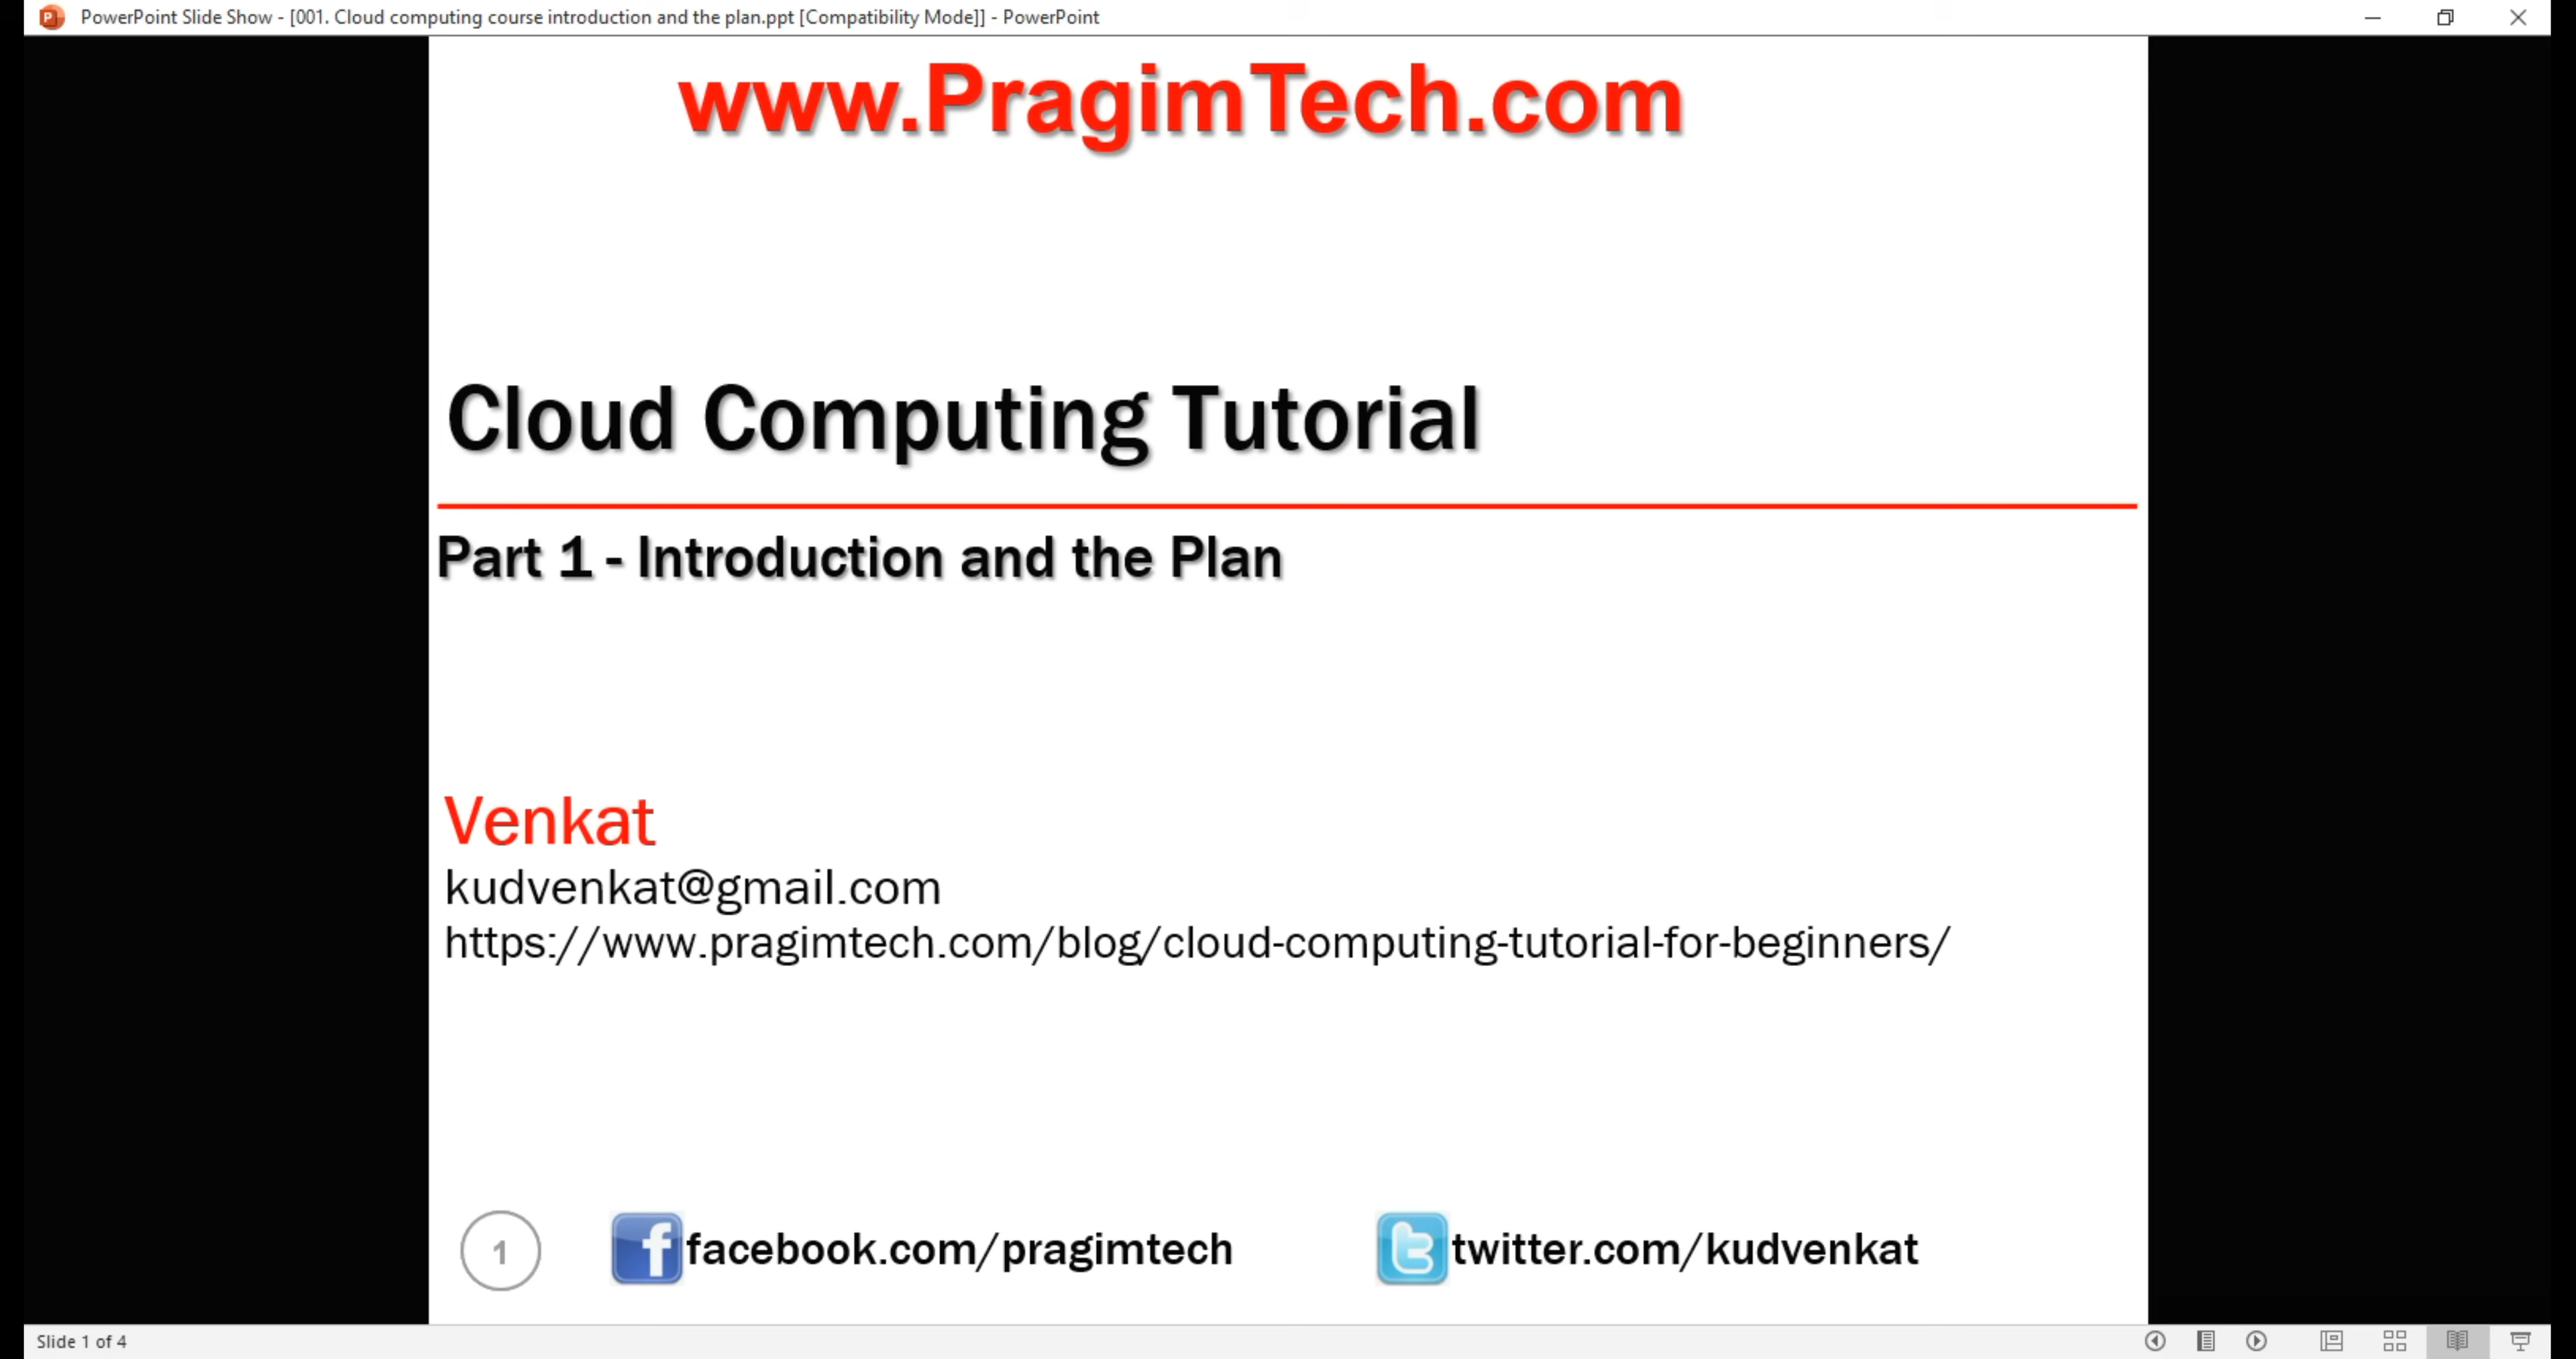 PowerPoint Slide Show - [001. Cloud computing course introduction and the plan.ppt [Compatibility Mode]] - PowerPoint
www.PragimTech.com
Cloud Computing Tutorial
Part 1 - Introduction and the Plan
Venkat
kudvenkat@gmail.com
https://www.pragimtech.com/blog/cloud-computing-tutorial-for-beginners/
1 facebook.com/pragimtech twitter.com/kudvenkat
Slide 1 of 4